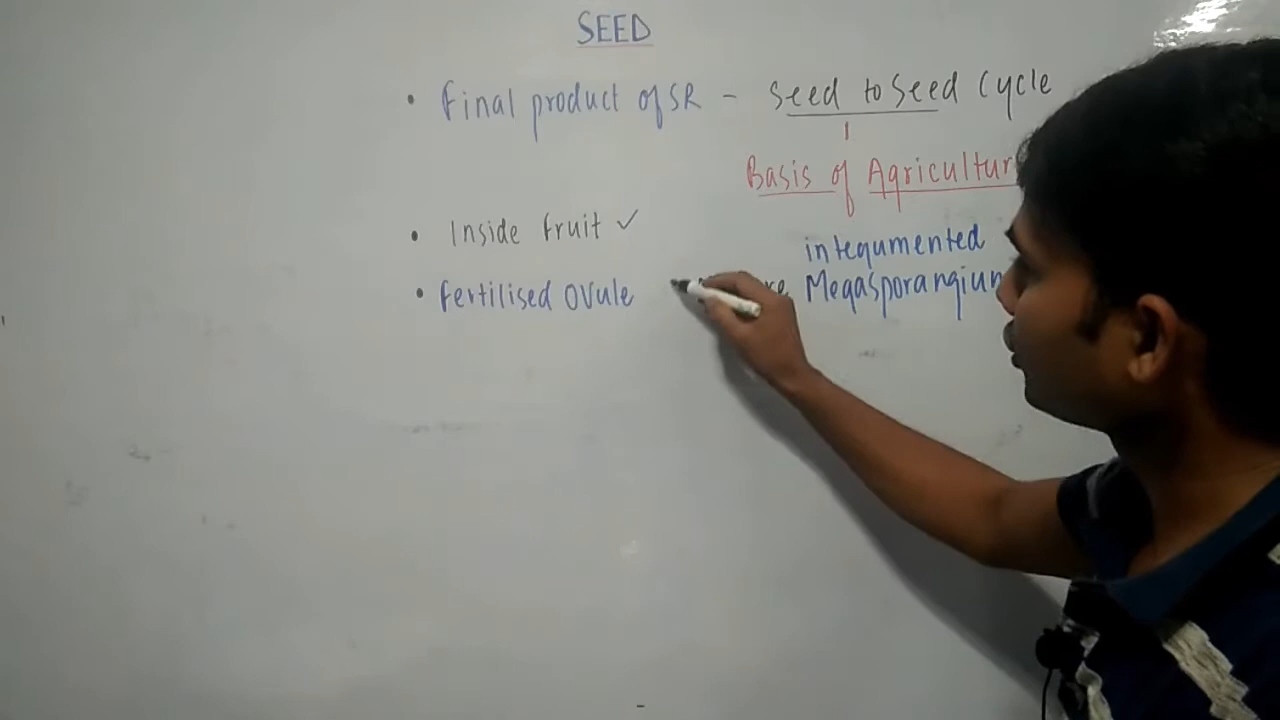 SEED
• Final product of SR - Seed to Seed Cycle
Basis of Agricultur
• Inside fruit ✓
integumented
• Fertilised Ovule Megasporangium